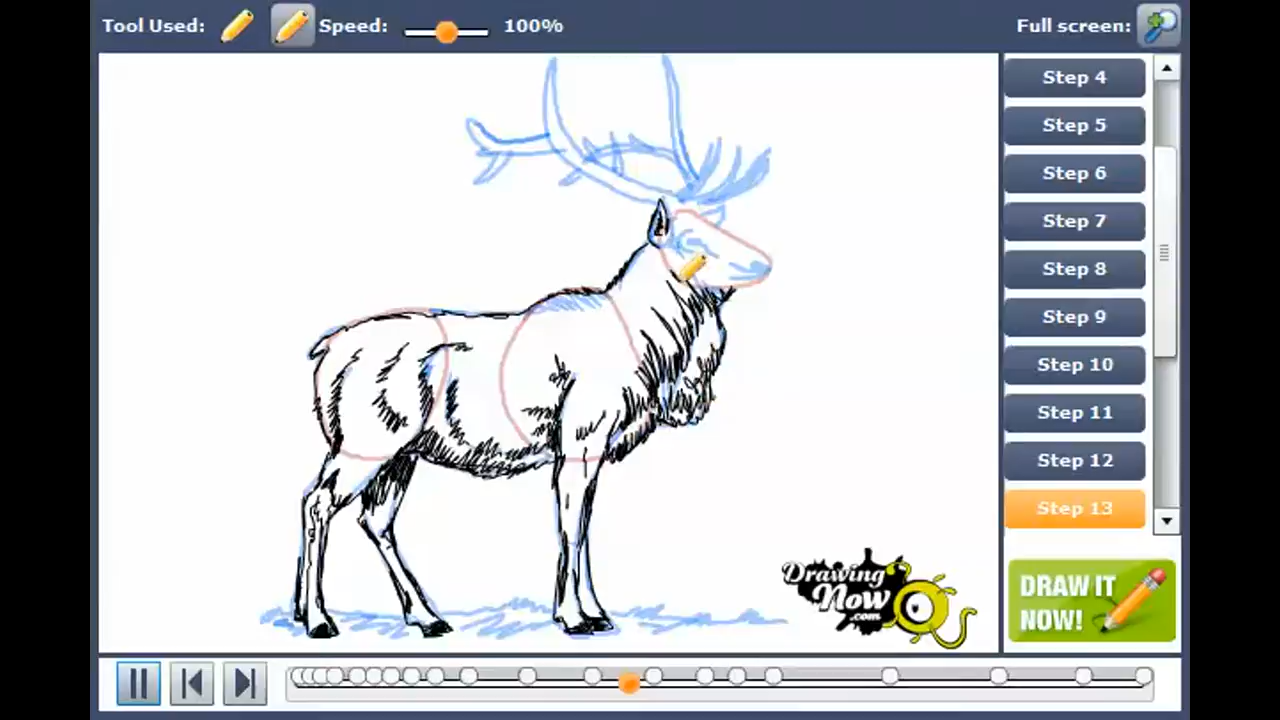 Tool Used:
Speed:
100%
Full screen:
Step 4
Step 5
Step 6
Step 7
Step 8
Step 9
Step 10
Step 11
Step 12
Step 13
Drawing
Now
.com
DRAW IT
NOW!